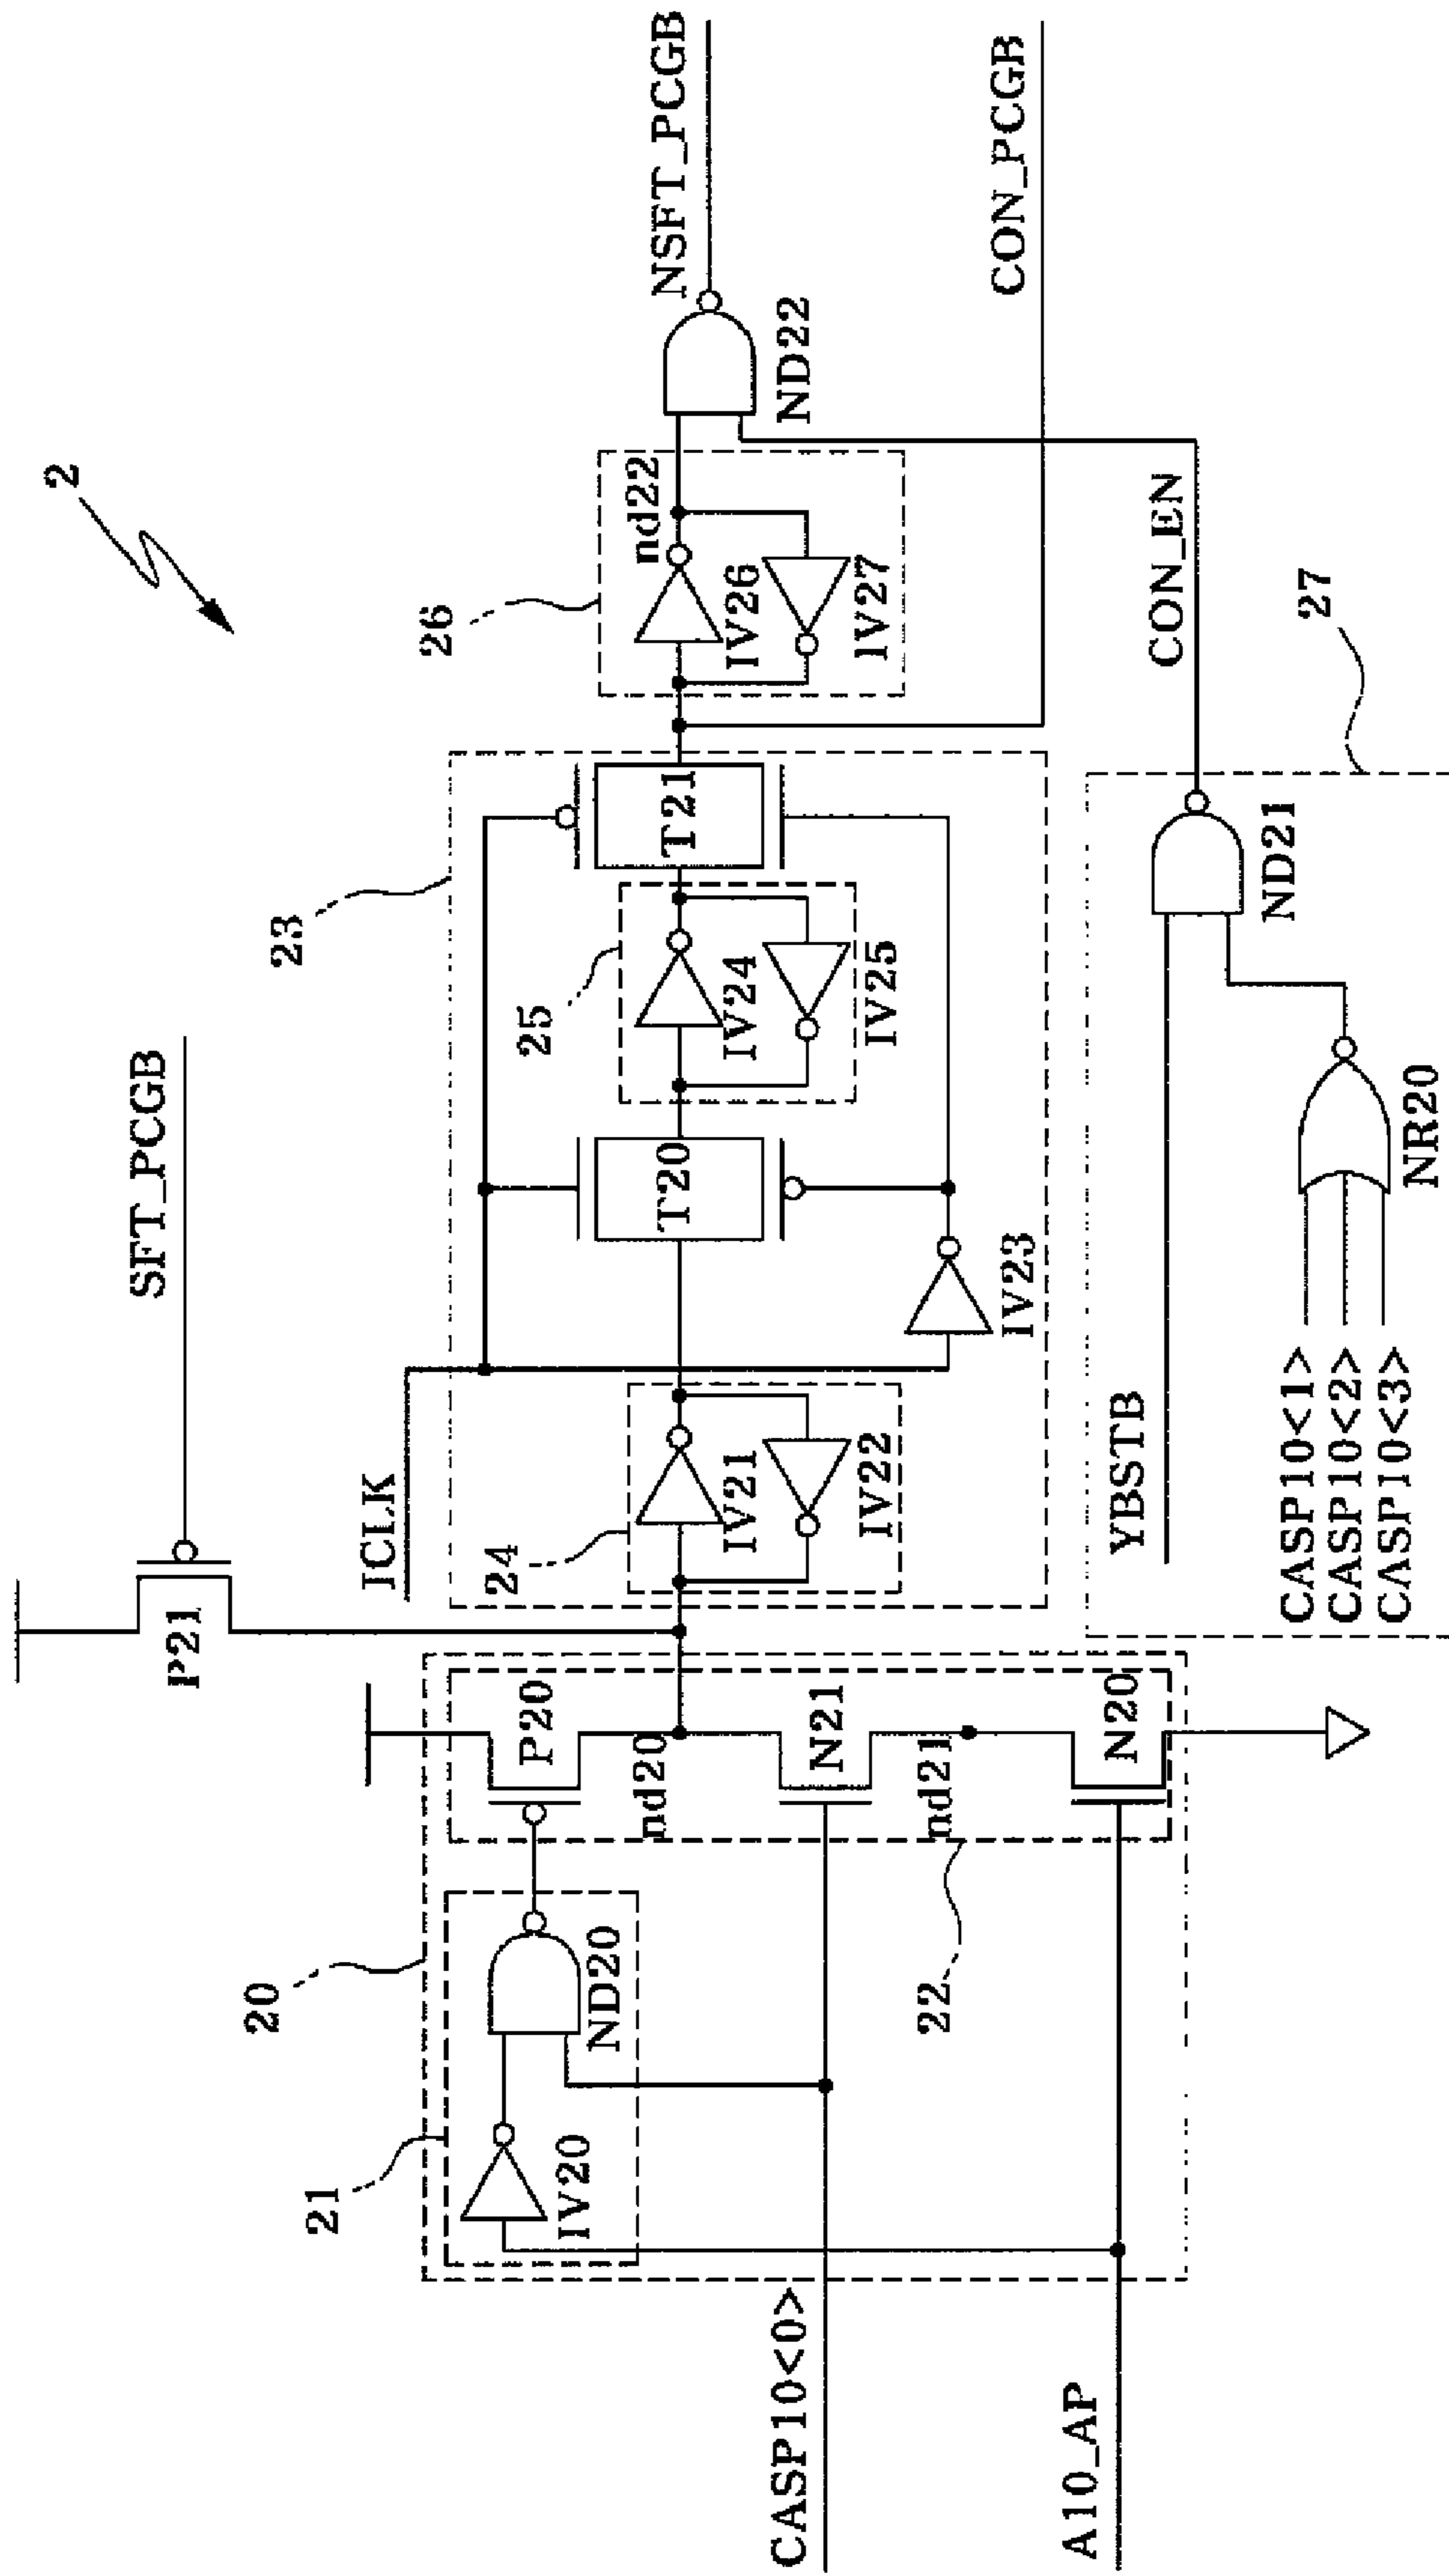 2
SFT_PCGB
P21
ICLK
23
26
20
21
IV20
ND20
P20
nd20
N21
nd21
N20
22
24
IV21
IV22
T20
25
IV24
IV25
T21
IV23
nd22
IV26
IV27
ND22
NSFT_PCGB
CON_PCGB
CASP10<0>
A10_AP
YBSTB
CASP10<1>
CASP10<2>
CASP10<3>
NR20
ND21
CON_EN
27